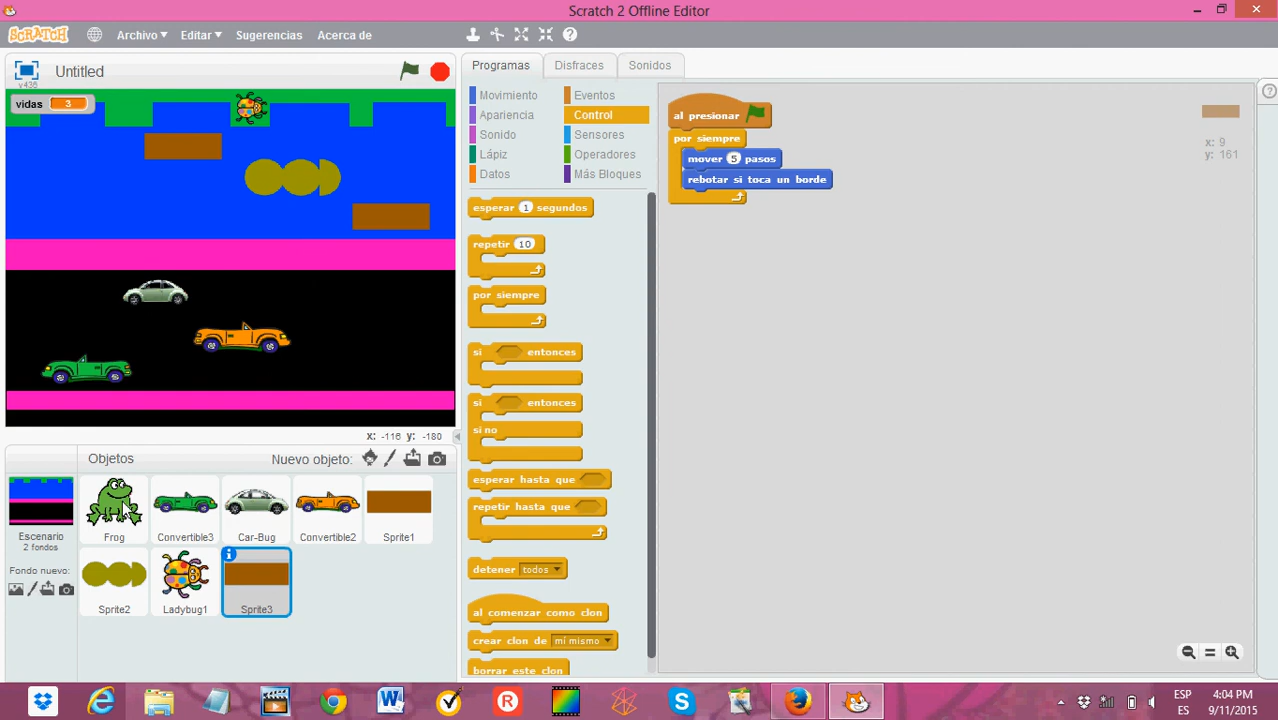 Scratch 2 Offline Editor
SCRATCH Archivo Editar Sugerencias Acerca de
Untitled
v435
vidas 3
x: -116 y: -180
Objetos Nuevo objeto:
Escenario
2 fondos
Fondo nuevo:
Frog Convertible3 Car-Bug Convertible2 Sprite1
Sprite2 Ladybug1 Sprite3
Programas Disfraces Sonidos
Movimiento Eventos
Apariencia Control
Sonido Sensores
Lápiz Operadores
Datos Más Bloques
esperar 1 segundos
repetir 10
por siempre
si entonces
si entonces
si no
esperar hasta que
repetir hasta que
detener todos
al comenzar como clon
crear clon de mí mismo
borrar este clon
al presionar
por siempre
mover 5 pasos
rebotar si toca un borde
x: 9
y: 161
ESP
ES
4:04 PM
9/11/2015